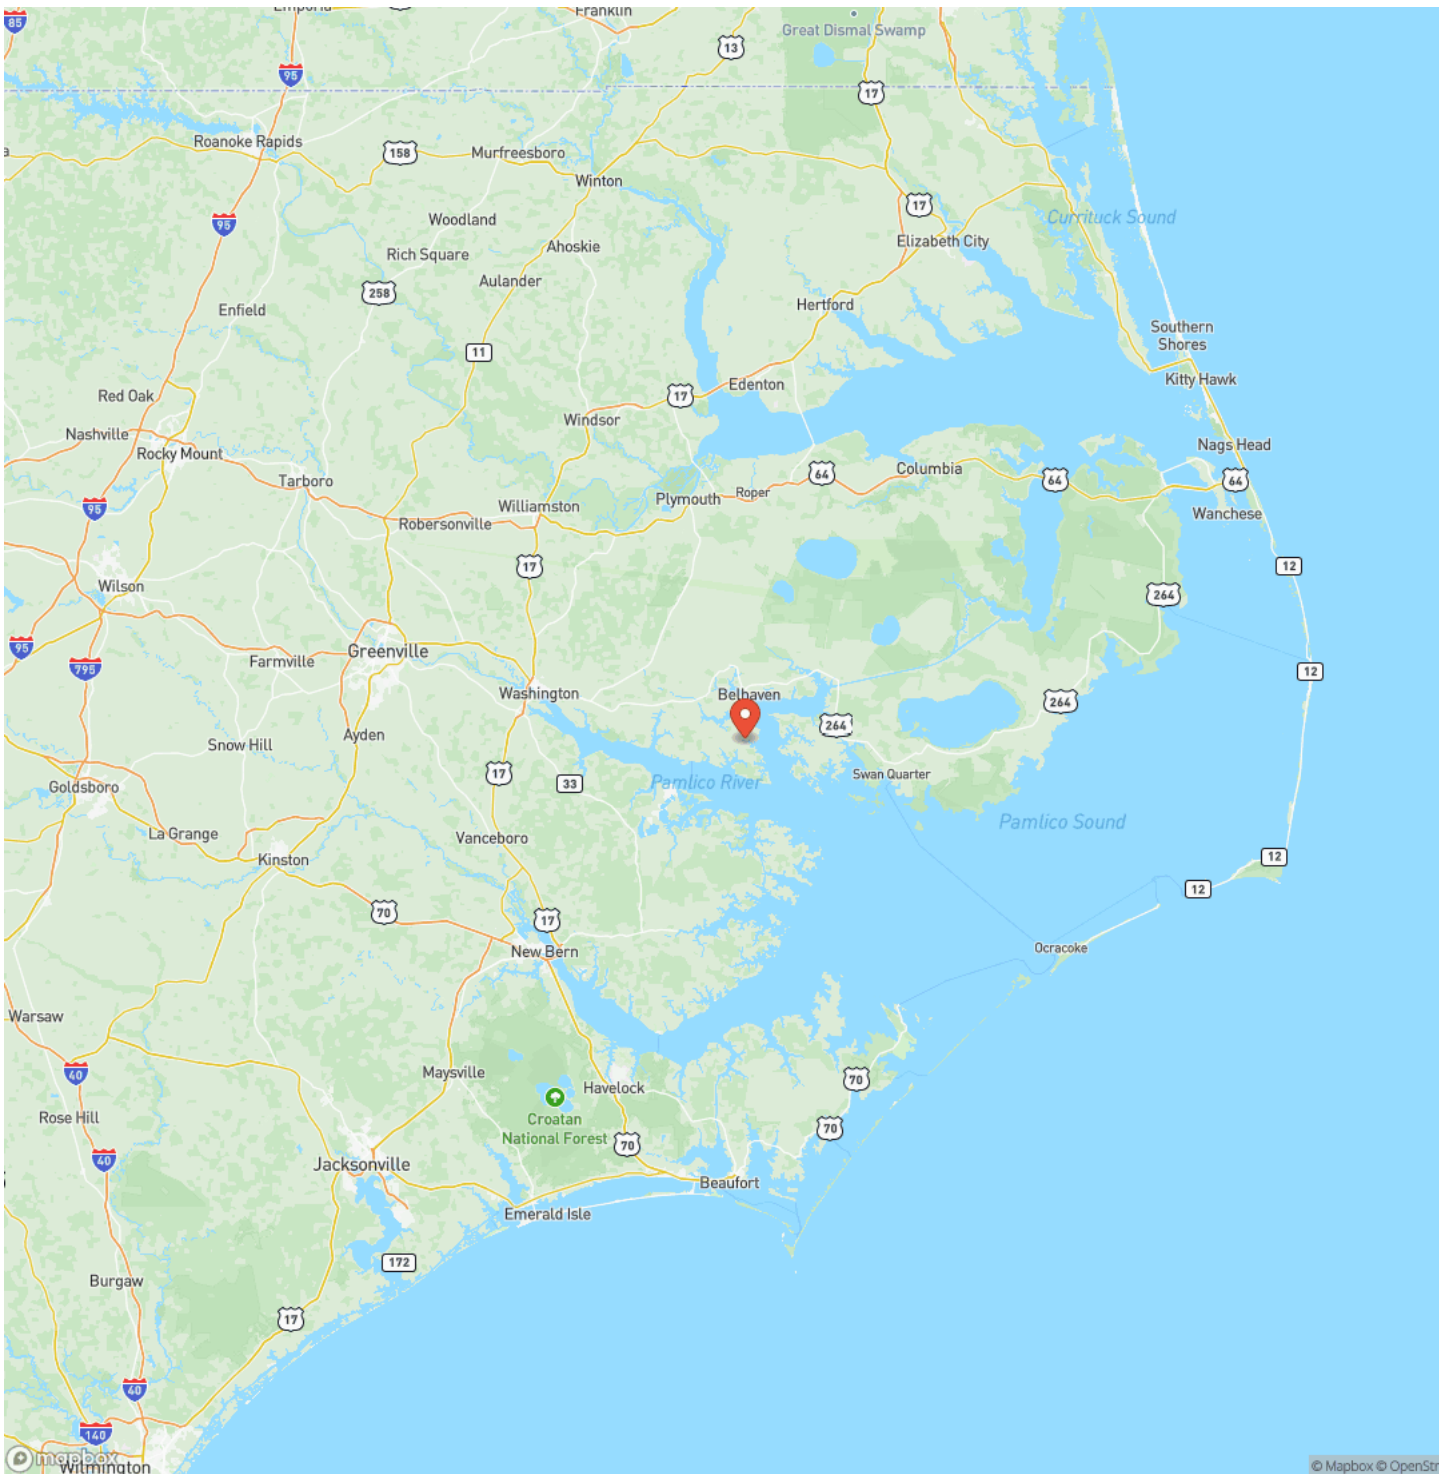 Emporia
Franklin
85
13
Great Dismal Swamp
95
17
Roanoke Rapids
158
Murfreesboro
Winton
17
Currituck Sound
Woodland
95
Elizabeth City
Rich Square
Ahoskie
Aulander
258
Hertford
Enfield
Southern
Shores
11
Kitty Hawk
Edenton
Red Oak
17
Windsor
Nashville
Nags Head
Rocky Mount
Columbia
64
64
64
Tarboro
Plymouth
Roper
Williamston
95
Wanchese
Robersonville
17
12
Wilson
264
95
Greenville
Farmville
795
12
Washington
Belhaven
264
264
Ayden
Snow Hill
17
33
Pamlico River
Swan Quarter
Goldsboro
Pamlico Sound
La Grange
Vanceboro
Kinston
12
12
70
17
New Bern
Ocracoke
Warsaw
40
Maysville
Havelock
70
Rose Hill
Croatan
National Forest
70
70
40
Jacksonville
Beaufort
Emerald Isle
172
Burgaw
17
40
140
mapbox
Wilmington
© Mapbox © OpenStr